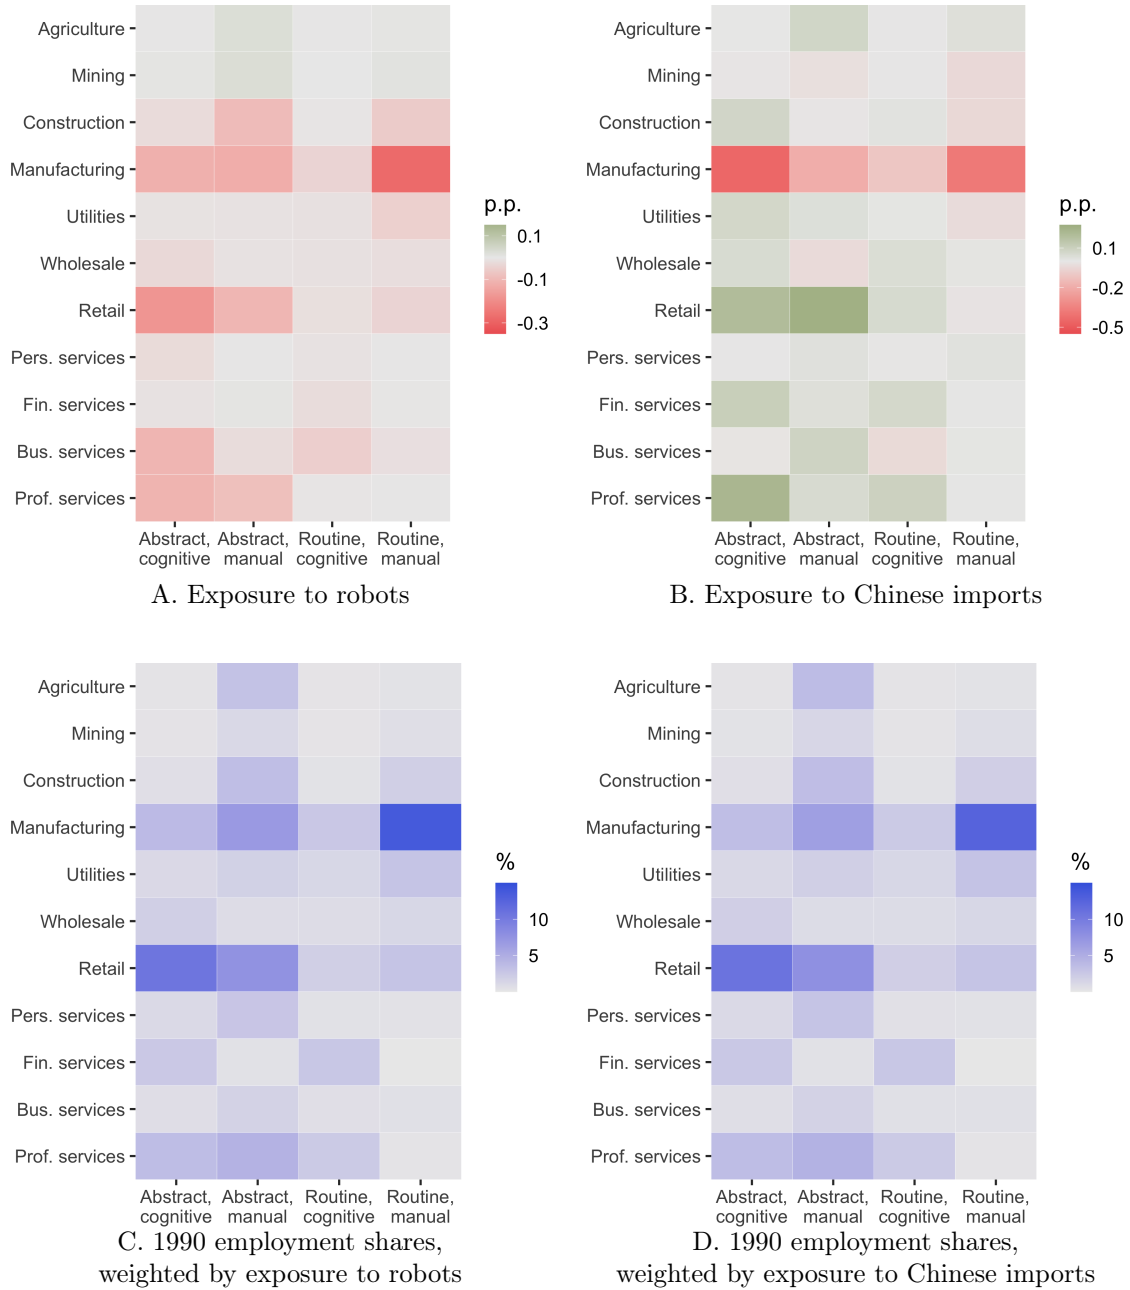 Agriculture
Mining
Construction
Manufacturing
Utilities
Wholesale
Retail
Pers. services
Fin. services
Bus. services
Prof. services
Abstract, cognitive
Abstract, manual
Routine, cognitive
Routine, manual
p.p.
0.1
-0.1
-0.3
A. Exposure to robots
Agriculture
Mining
Construction
Manufacturing
Utilities
Wholesale
Retail
Pers. services
Fin. services
Bus. services
Prof. services
Abstract, cognitive
Abstract, manual
Routine, cognitive
Routine, manual
p.p.
0.1
-0.2
-0.5
B. Exposure to Chinese imports
Agriculture
Mining
Construction
Manufacturing
Utilities
Wholesale
Retail
Pers. services
Fin. services
Bus. services
Prof. services
Abstract, cognitive
Abstract, manual
Routine, cognitive
Routine, manual
%
10
5
C. 1990 employment shares,
weighted by exposure to robots
Agriculture
Mining
Construction
Manufacturing
Utilities
Wholesale
Retail
Pers. services
Fin. services
Bus. services
Prof. services
Abstract, cognitive
Abstract, manual
Routine, cognitive
Routine, manual
%
10
5
D. 1990 employment shares,
weighted by exposure to Chinese imports